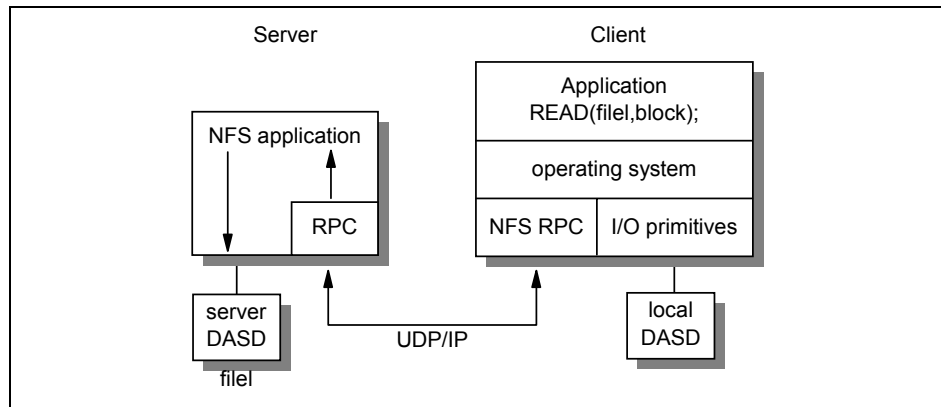 Server
Client
Application
READ(filel,block);
NFS application
operating system
RPC
NFS RPC
I/O primitives
server
DASD
local
DASD
UDP/IP
filel